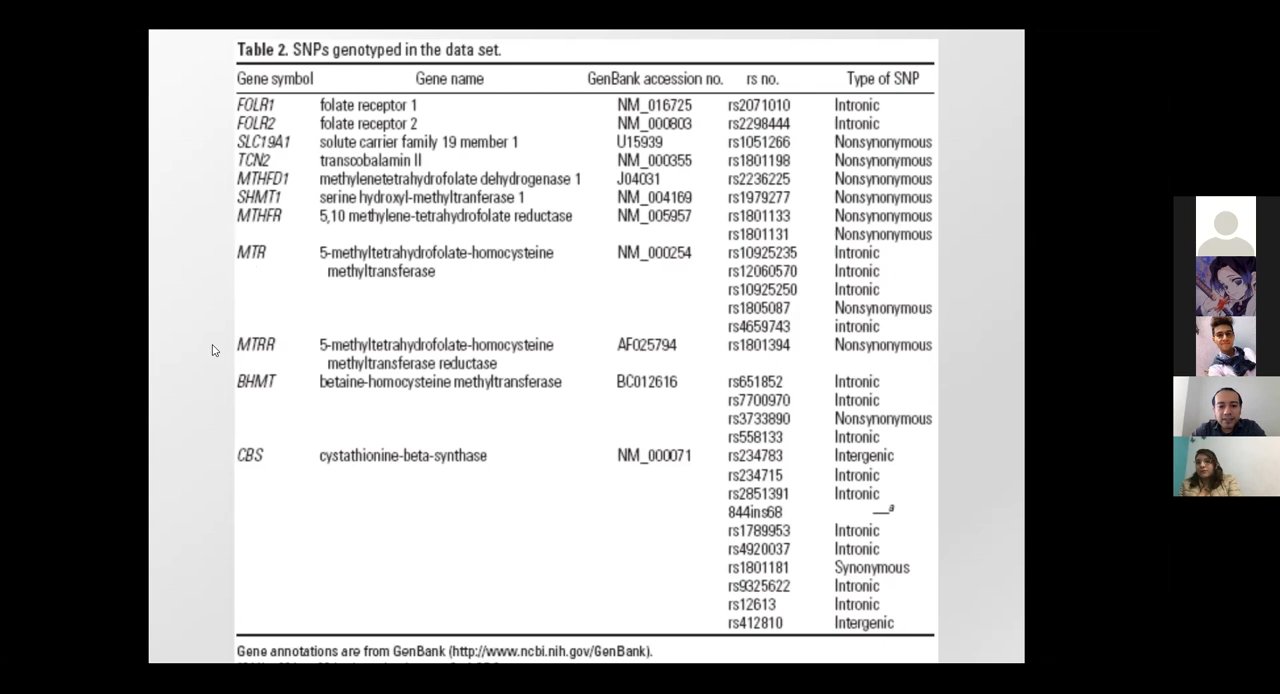 Table 2. SNPs genotyped in the data set.
Gene symbol Gene name GenBank accession no. rs no. Type of SNP
FOLR1 folate receptor 1 NM_016725 rs2071010 Intronic
FOLR2 folate receptor 2 NM_000803 rs2298444 Intronic
SLC19A1 solute carrier family 19 member 1 U15939 rs1051266 Nonsynonymous
TCN2 transcobalamin II NM_000355 rs1801198 Nonsynonymous
MTHFD1 methylenetetrahydrofolate dehydrogenase 1 J04031 rs2236225 Nonsynonymous
SHMT1 serine hydroxyl-methyltranferase 1 NM_004169 rs1979277 Nonsynonymous
MTHFR 5,10 methylene-tetrahydrofolate reductase NM_005957 rs1801133 Nonsynonymous
rs1801131 Nonsynonymous
MTR 5-methyltetrahydrofolate-homocysteine NM_000254 rs10925235 Intronic
methyltransferase rs12060570 Intronic
rs10925250 Intronic
rs1805087 Nonsynonymous
rs4659743 intronic
MTRR 5-methyltetrahydrofolate-homocysteine AF025794 rs1801394 Nonsynonymous
methyltransferase reductase
BHMT betaine-homocysteine methyltransferase BC012616 rs651852 Intronic
rs7700970 Intronic
rs3733890 Nonsynonymous
rs558133 Intronic
CBS cystathionine-beta-synthase NM_000071 rs234783 Intergenic
rs234715 Intronic
rs2851391 Intronic
844ins68 —a
rs1789953 Intronic
rs4920037 Intronic
rs1801181 Synonymous
rs9325622 Intronic
rs12613 Intronic
rs412810 Intergenic
Gene annotations are from GenBank (http://www.ncbi.nih.gov/GenBank).